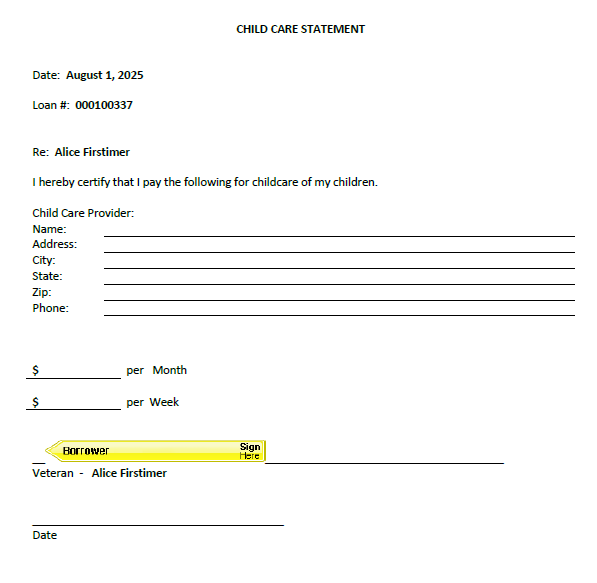 CHILD CARE STATEMENT
Date: August 1, 2025
Loan #: 000100337
Re: Alice Firstimer
I hereby certify that I pay the following for childcare of my children.
Child Care Provider:
Name:
Address:
City:
State:
Zip:
Phone:
$ per Month
$ per Week
Borrower Sign Here
Veteran - Alice Firstimer
Date